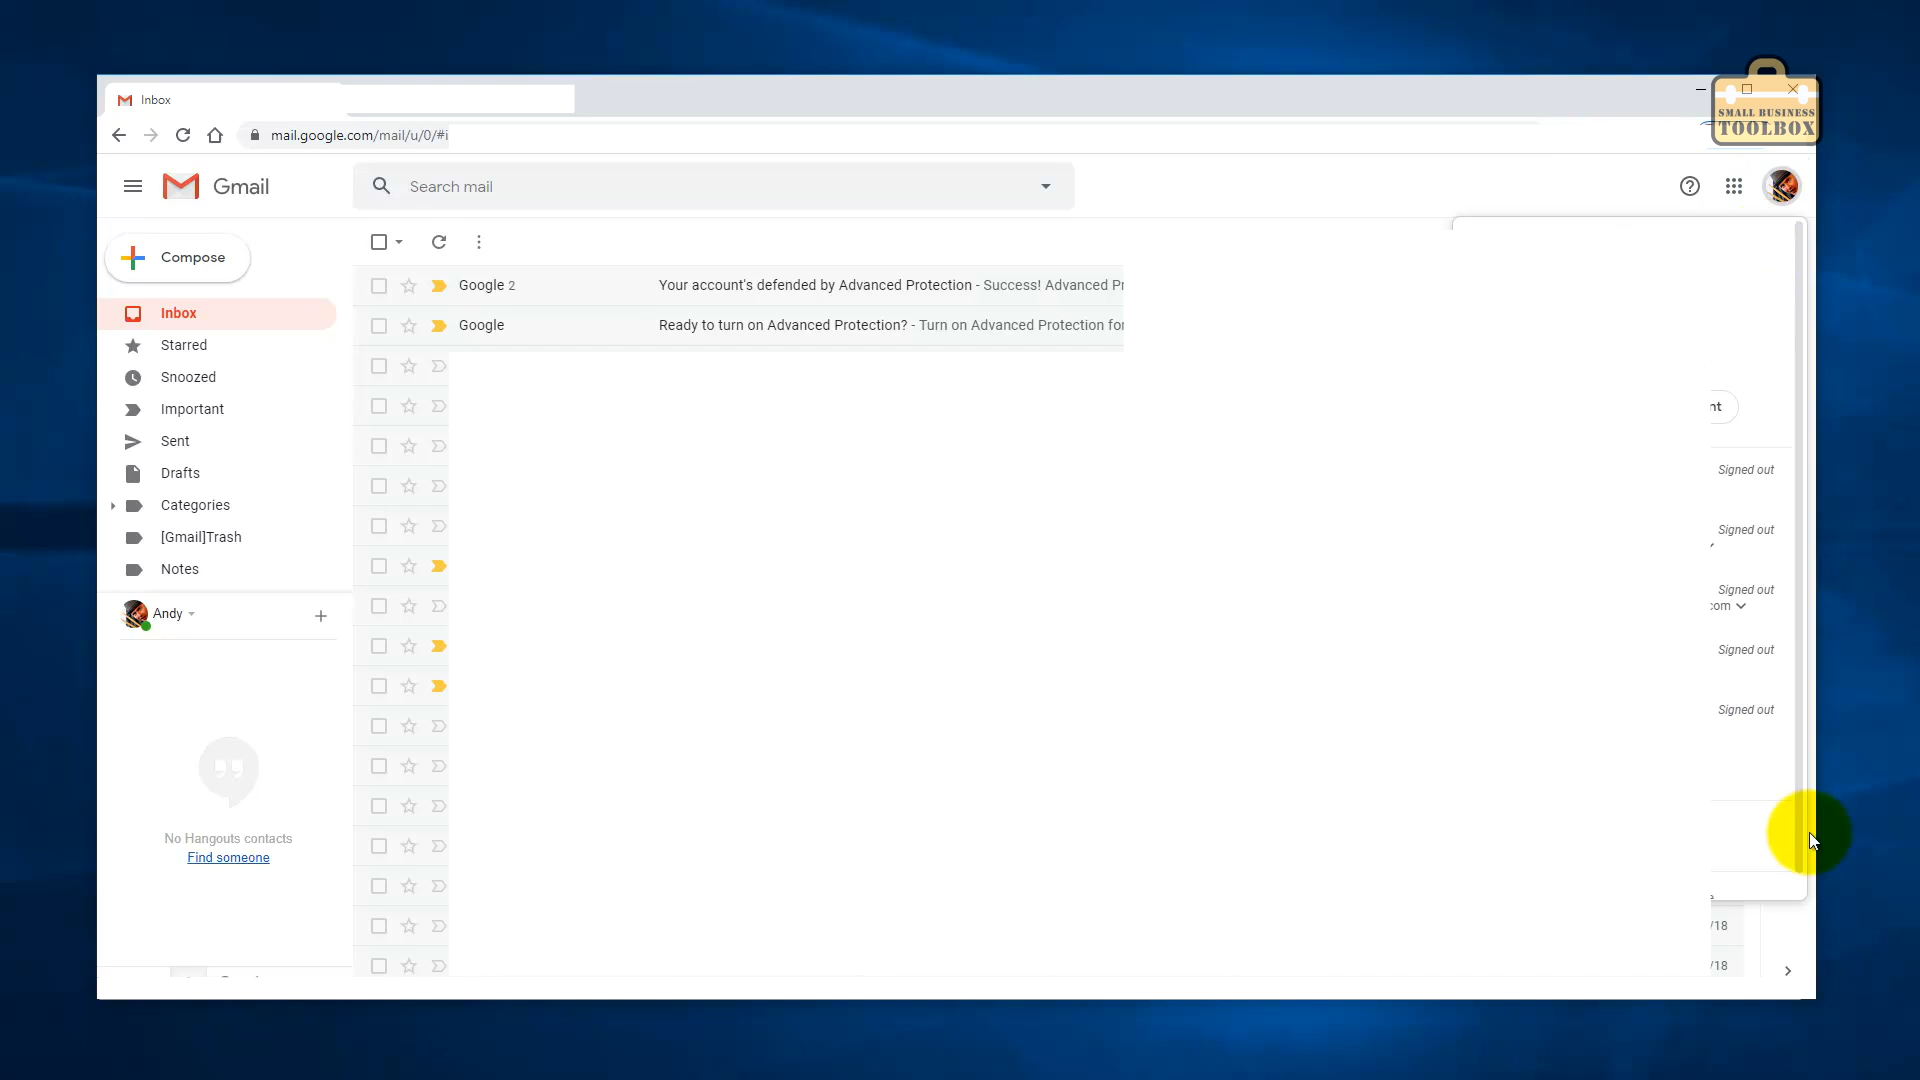 Inbox
SMALL BUSINESS
TOOLBOX
mail.google.com/mail/u/0/#i
Gmail
Search mail
Compose
Google 2 Your account's defended by Advanced Protection - Success! Advanced Pr
Inbox
Google Ready to turn on Advanced Protection? - Turn on Advanced Protection for
Starred
Snoozed
Important
nt
Sent
Signed out
Drafts
Categories
Signed out
[Gmail]Trash
Notes
Signed out
com
Andy
Signed out
Signed out
No Hangouts contacts
Find someone
/18
/18